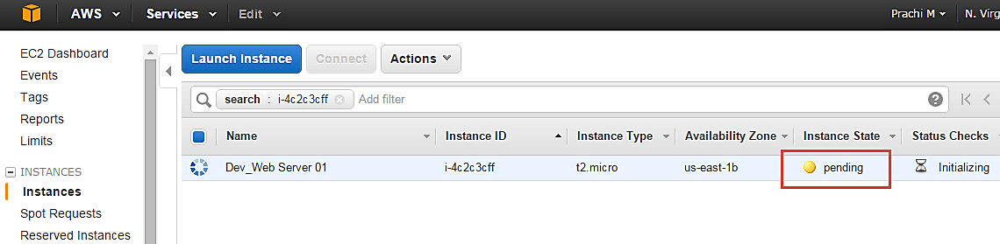 AWS Services Edit Prachi M N. Virg
EC2 Dashboard
Events
Tags
Reports
Limits
INSTANCES
Instances
Spot Requests
Reserved Instances
Launch Instance Connect Actions
search : i-4c2c3cff Add filter
Name Instance ID Instance Type Availability Zone Instance State Status Checks
Dev_Web Server 01 i-4c2c3cff t2.micro us-east-1b pending Initializing